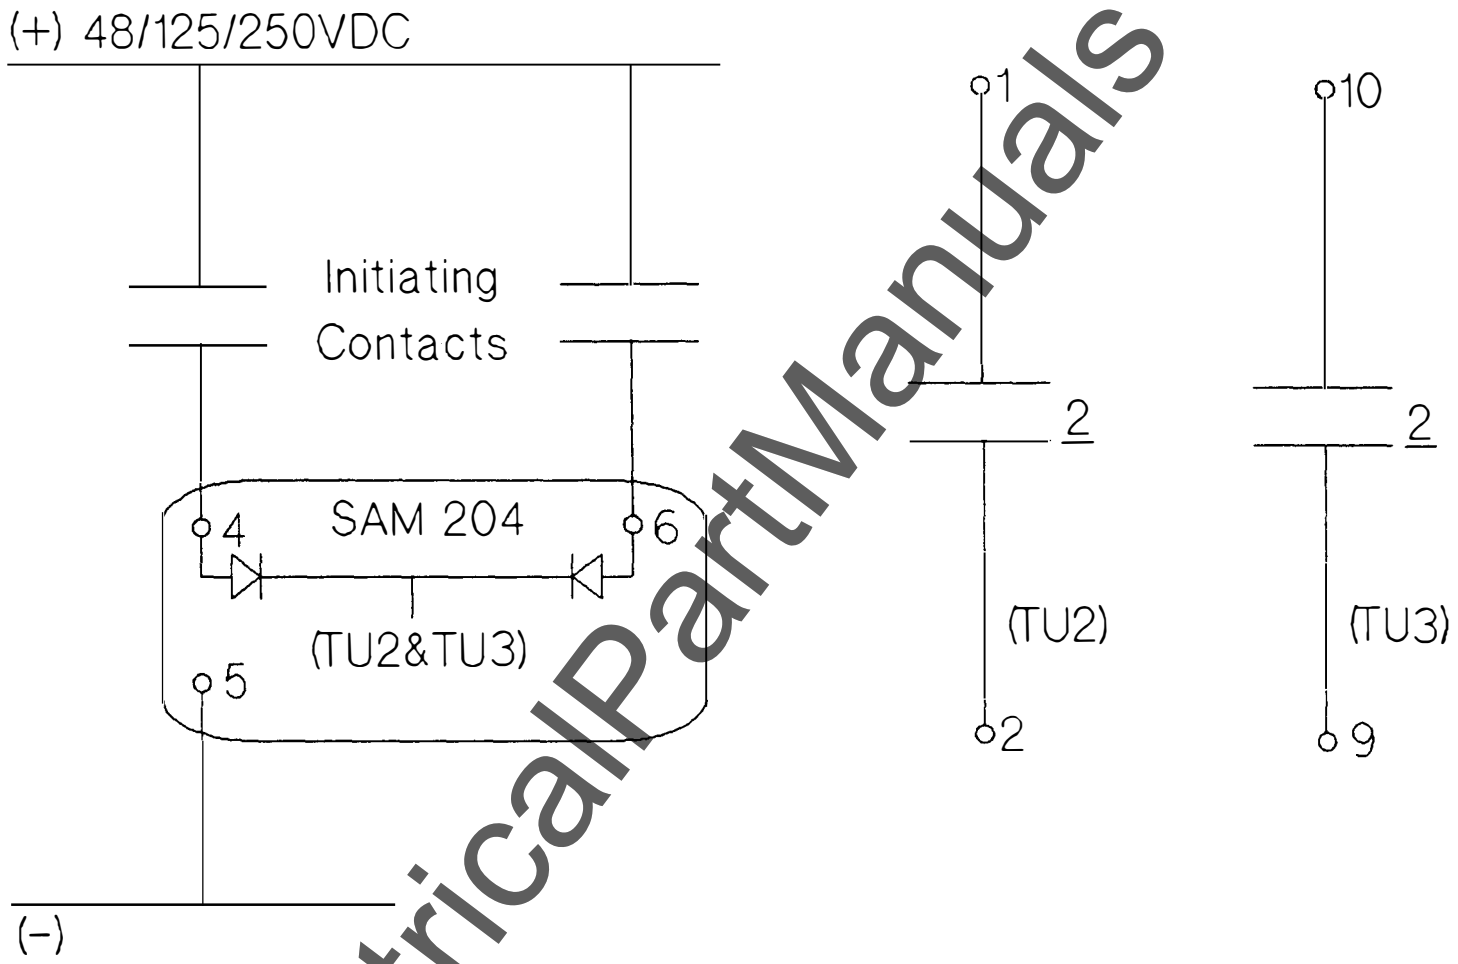 (+) 48/125/250VDC
1
10
Initiating
Contacts
2
2
4
SAM 204
6
(TU2&TU3)
(TU2)
(TU3)
5
2
9
(-)
tricalPartManuals